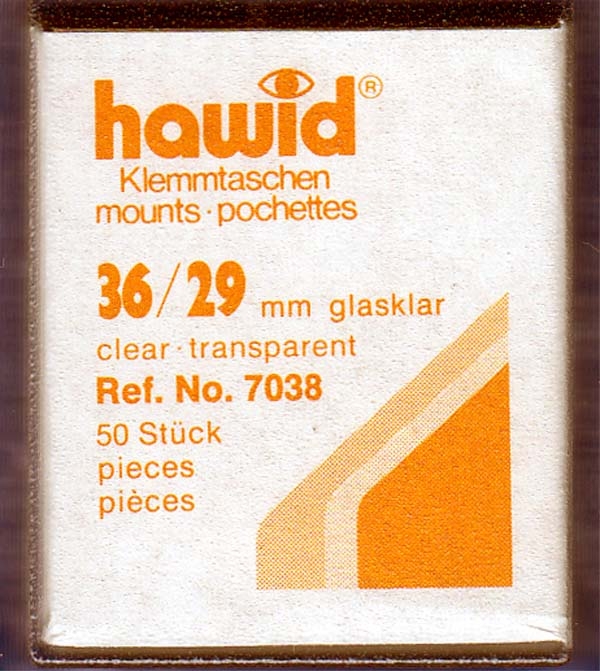 hawid®
Klemmtaschen
mounts · pochettes
36/29 mm glasklar
clear · transparent
Ref. No. 7038
50 Stück
pieces
pièces